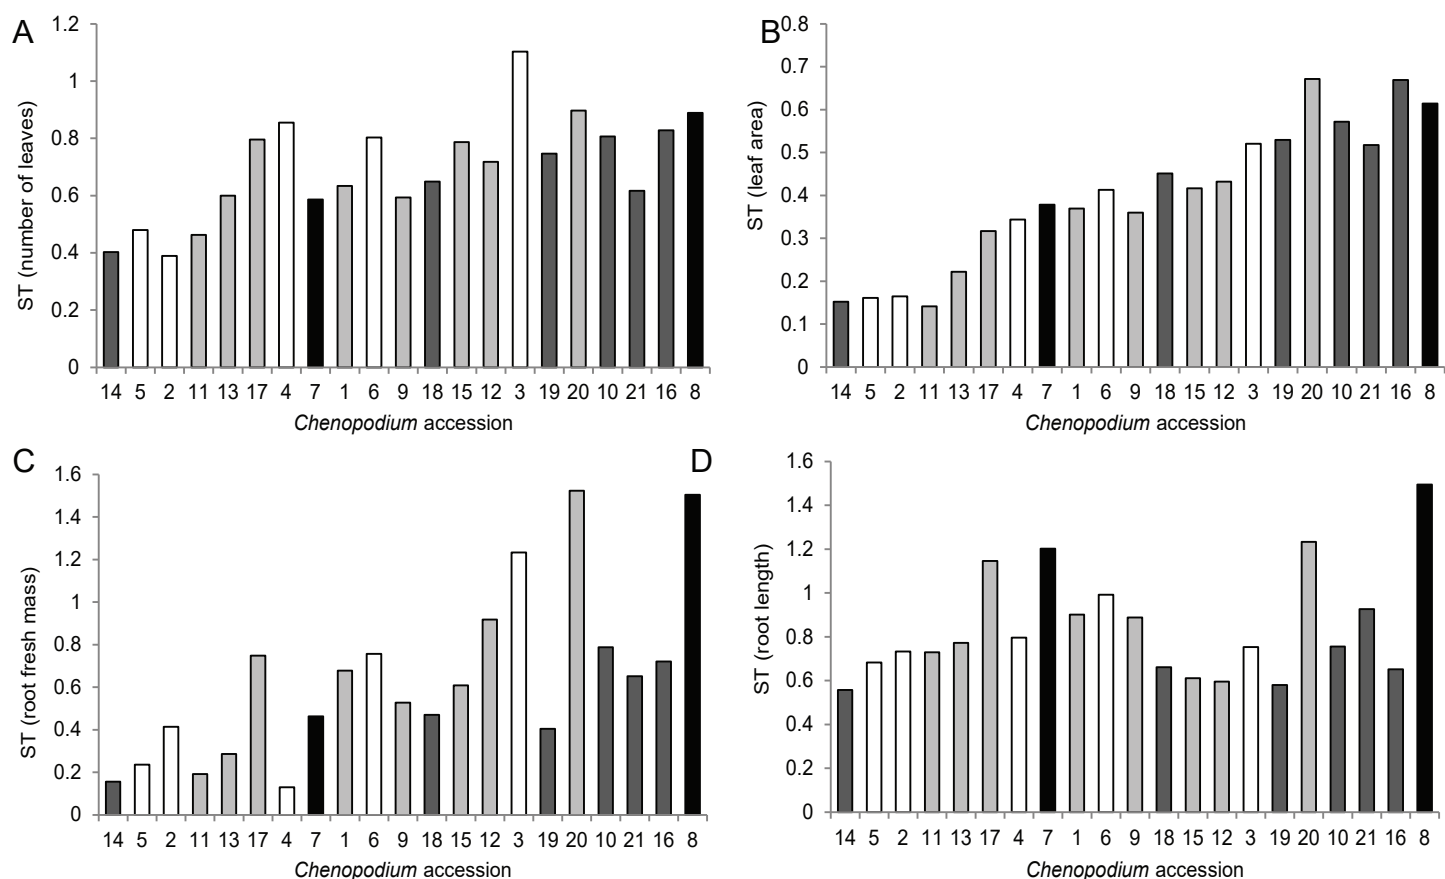 A
ST (number of leaves)
1.2
1
0.8
0.6
0.4
0.2
0
14 5 2 11 13 17 4 7 1 6 9 18 15 12 3 19 20 10 21 16 8
Chenopodium accession
B
ST (leaf area)
0.8
0.7
0.6
0.5
0.4
0.3
0.2
0.1
0
14 5 2 11 13 17 4 7 1 6 9 18 15 12 3 19 20 10 21 16 8
Chenopodium accession
C
ST (root fresh mass)
1.6
1.4
1.2
1
0.8
0.6
0.4
0.2
0
14 5 2 11 13 17 4 7 1 6 9 18 15 12 3 19 20 10 21 16 8
Chenopodium accession
D
ST (root length)
1.6
1.4
1.2
1
0.8
0.6
0.4
0.2
0
14 5 2 11 13 17 4 7 1 6 9 18 15 12 3 19 20 10 21 16 8
Chenopodium accession